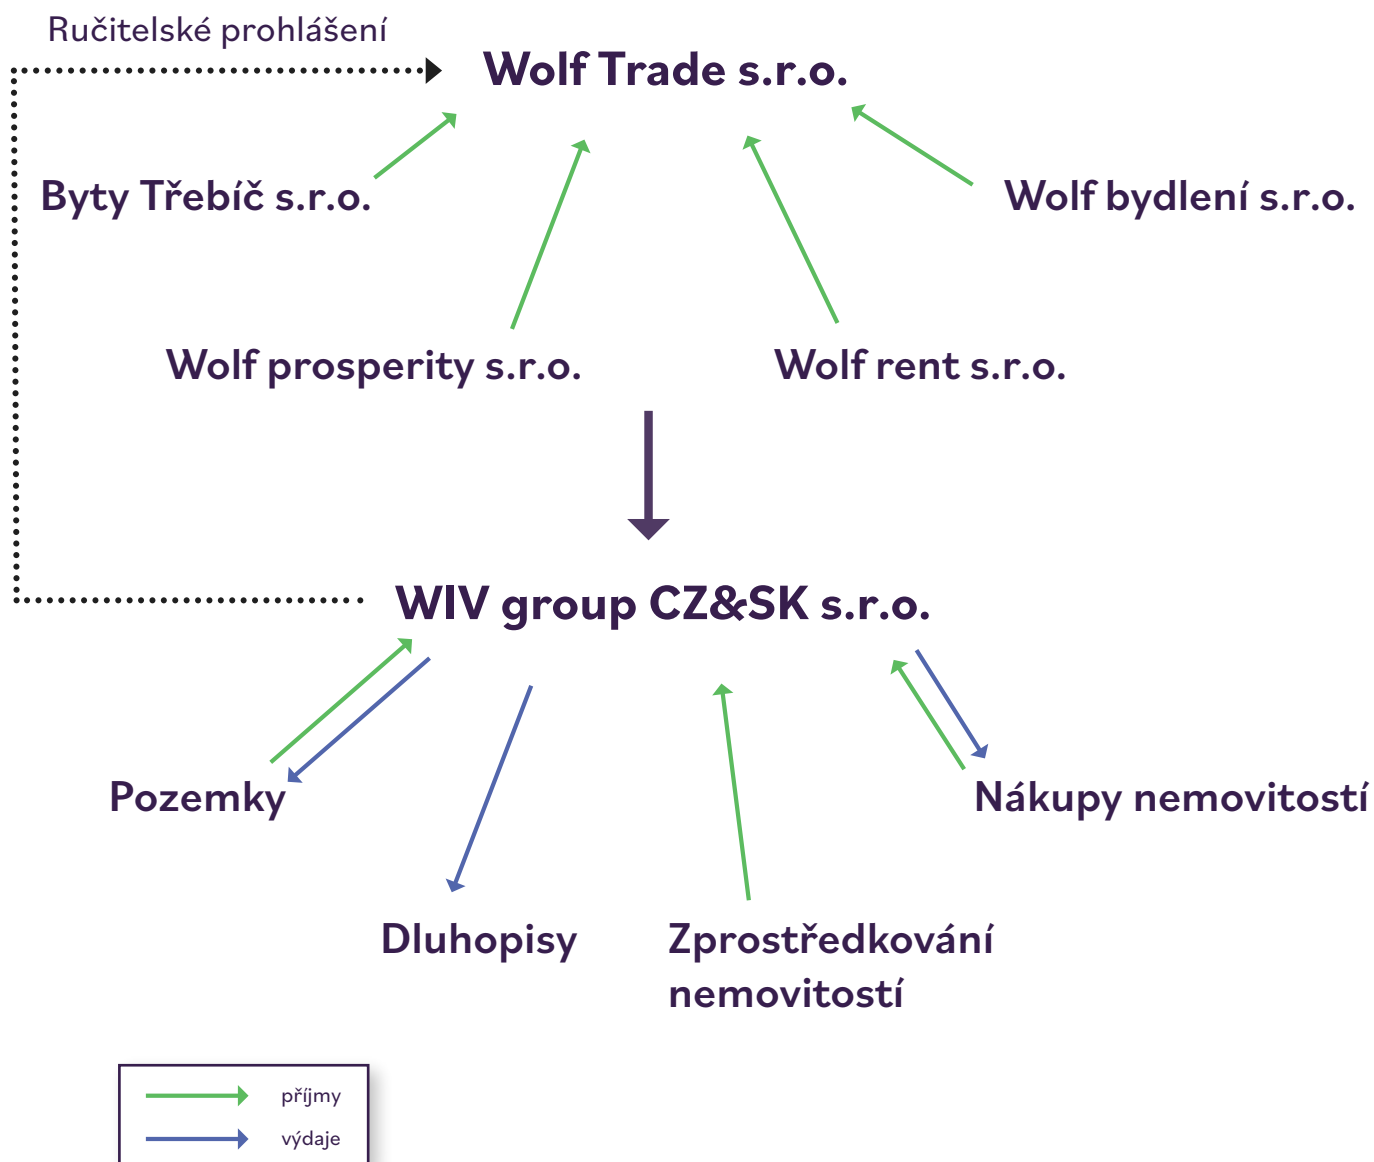 Ručitelské prohlášení
Wolf Trade s.r.o.
Byty Třebíč s.r.o.
Wolf bydlení s.r.o.
Wolf prosperity s.r.o.
Wolf rent s.r.o.
WIV group CZ&SK s.r.o.
Pozemky
Nákupy nemovitostí
Dluhopisy
Zprostředkování
nemovitostí
příjmy
výdaje